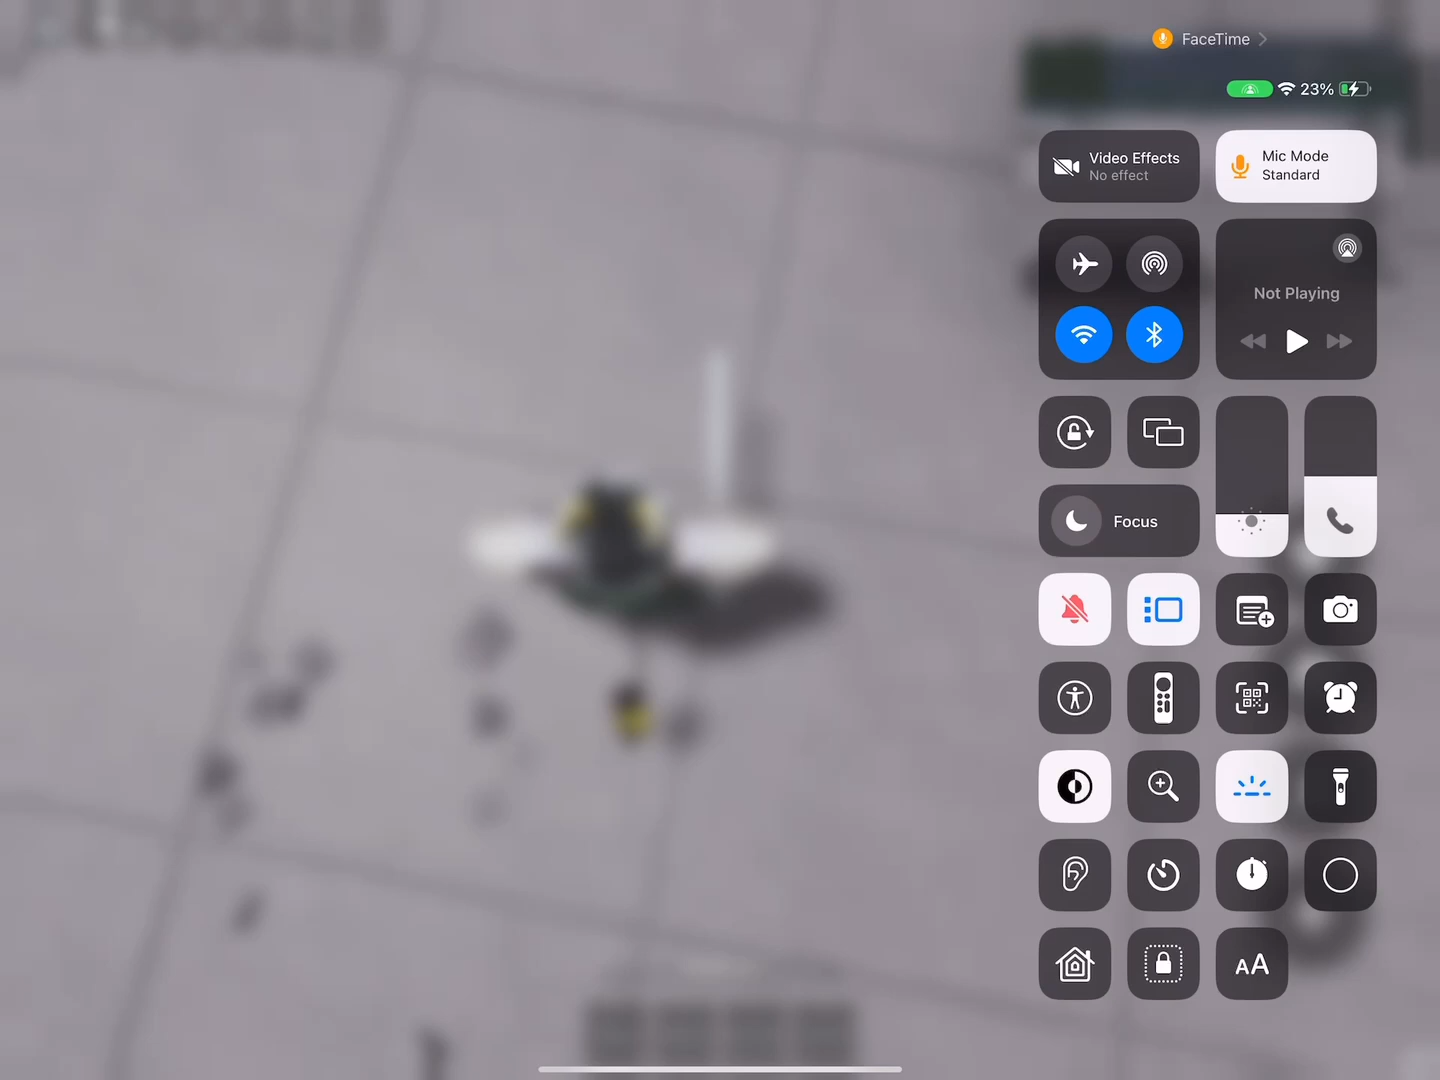 FaceTime
23%
Video Effects
No effect
Mic Mode
Standard
Not Playing
Focus
AA